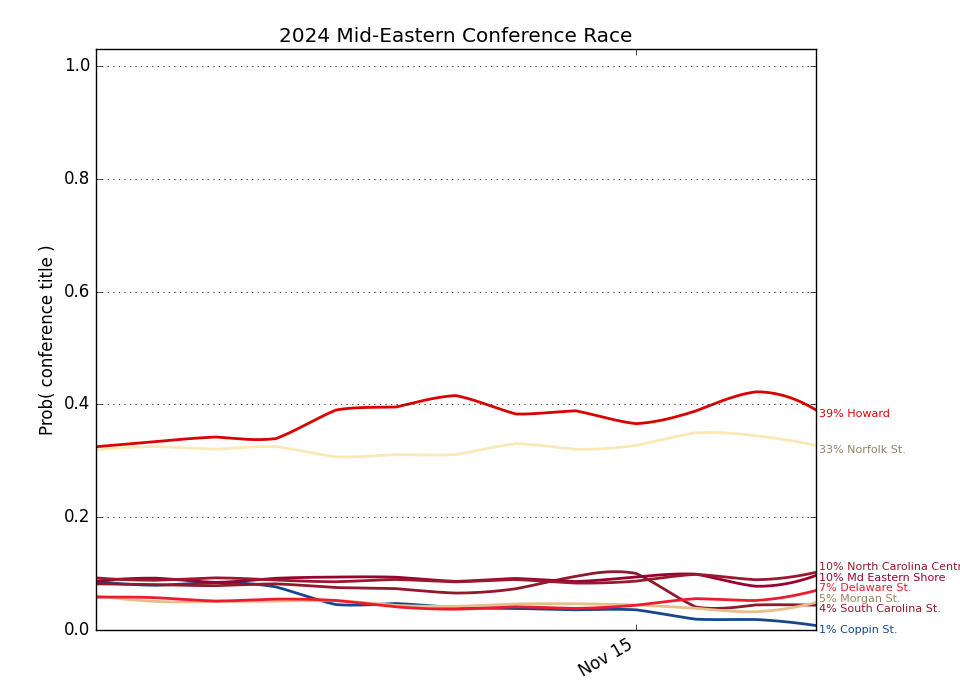 2024 Mid-Eastern Conference Race
Prob( conference title )
1.0
0.8
0.6
0.4
0.2
0.0
Nov 15
39% Howard
33% Norfolk St.
10% North Carolina Centr
10% Md Eastern Shore
7% Delaware St.
5% Morgan St.
4% South Carolina St.
1% Coppin St.